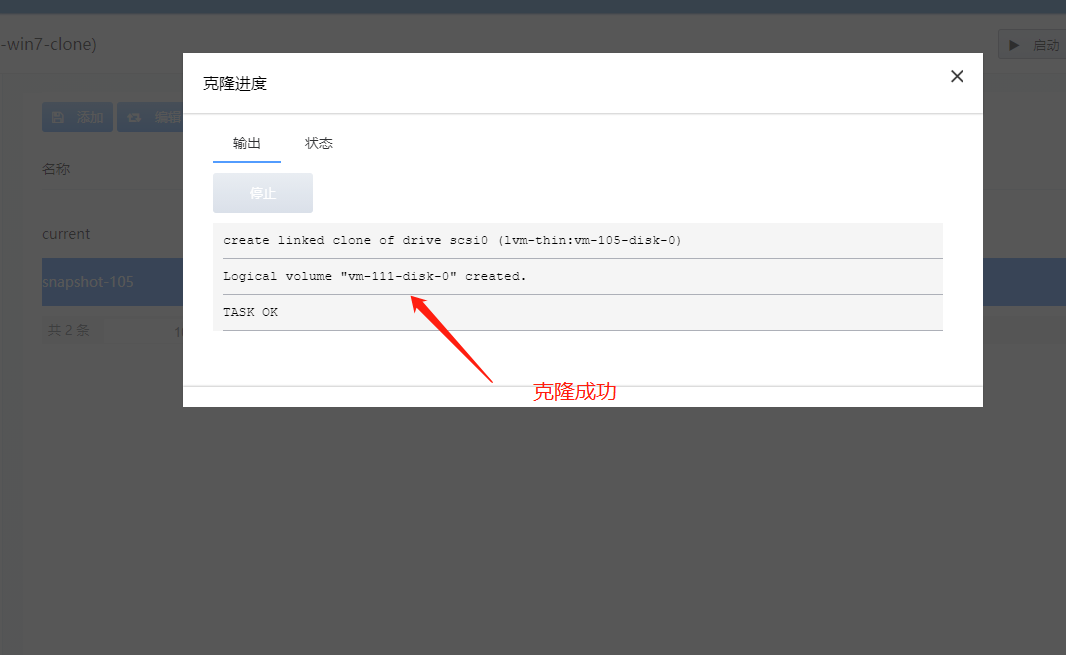 -win7-clone)
启动
克隆进度
添加
编辑
输出 状态
名称
停止
current
create linked clone of drive scsi0 (lvm-thin:vm-105-disk-0)
Logical volume "vm-111-disk-0" created.
snapshot-105
TASK OK
共 2 条
克隆成功